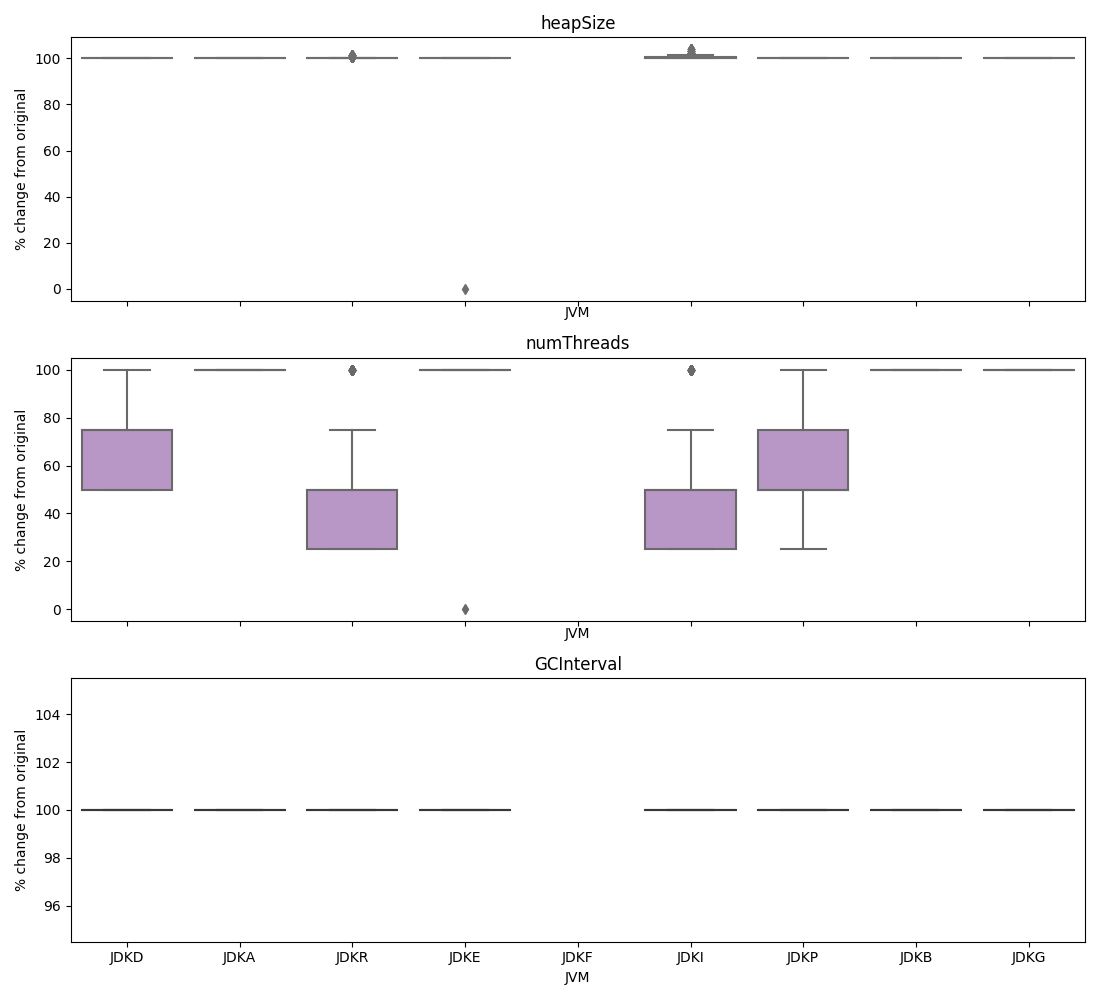 heapSize
% change from original
100
80
60
40
20
0
JVM
numThreads
% change from original
100
80
60
40
20
0
JVM
GCInterval
% change from original
104
102
100
98
96
JDKD JDKA JDKR JDKE JDKF JDKI JDKP JDKB JDKG
JVM